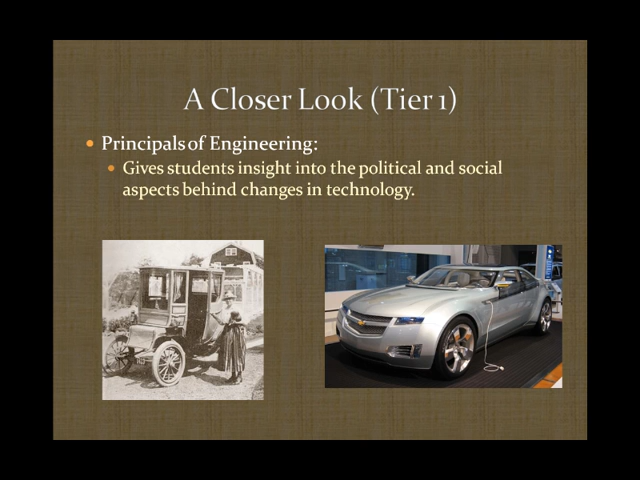 A Closer Look (Tier 1)
Principals of Engineering:
Gives students insight into the political and social
aspects behind changes in technology.